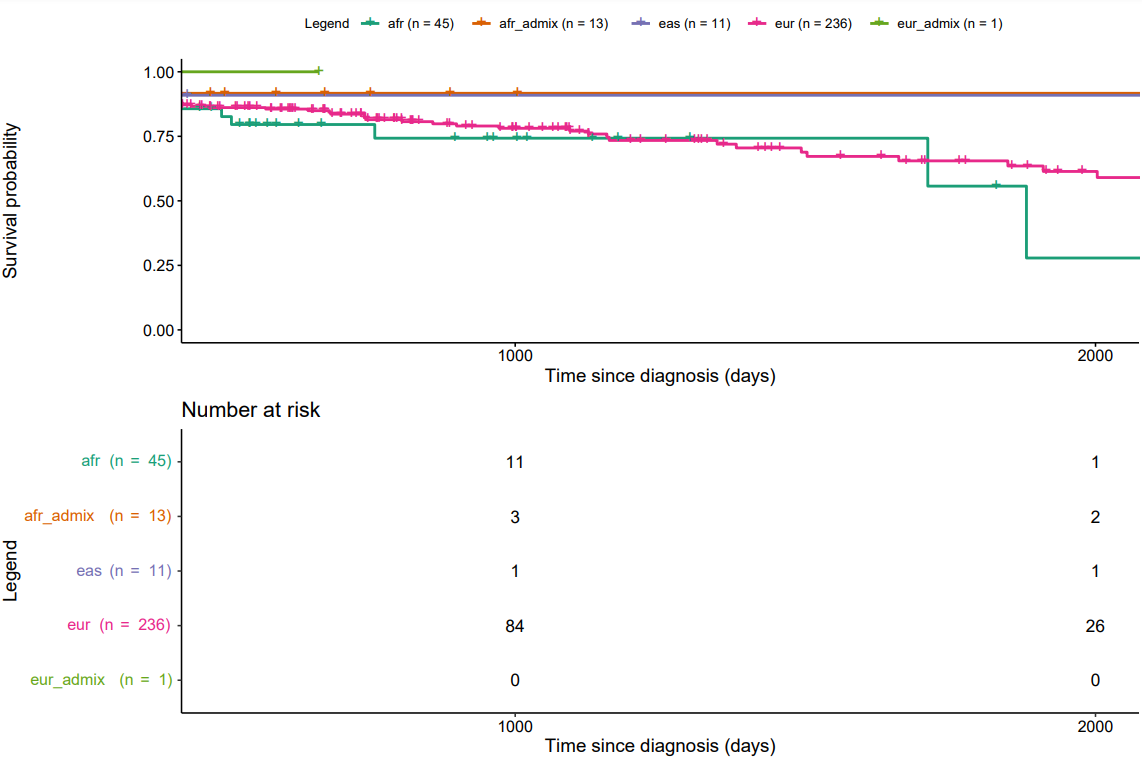 Legend afr (n = 45) afr_admix (n = 13) eas (n = 11) eur (n = 236) eur_admix (n = 1)
1.00
0.75
0.50
0.25
0.00
Survival probability
1000 2000
Time since diagnosis (days)
Number at risk
Legend
afr (n = 45) 11 1
afr_admix (n = 13) 3 2
eas (n = 11) 1 1
eur (n = 236) 84 26
eur_admix (n = 1) 0 0
1000 2000
Time since diagnosis (days)